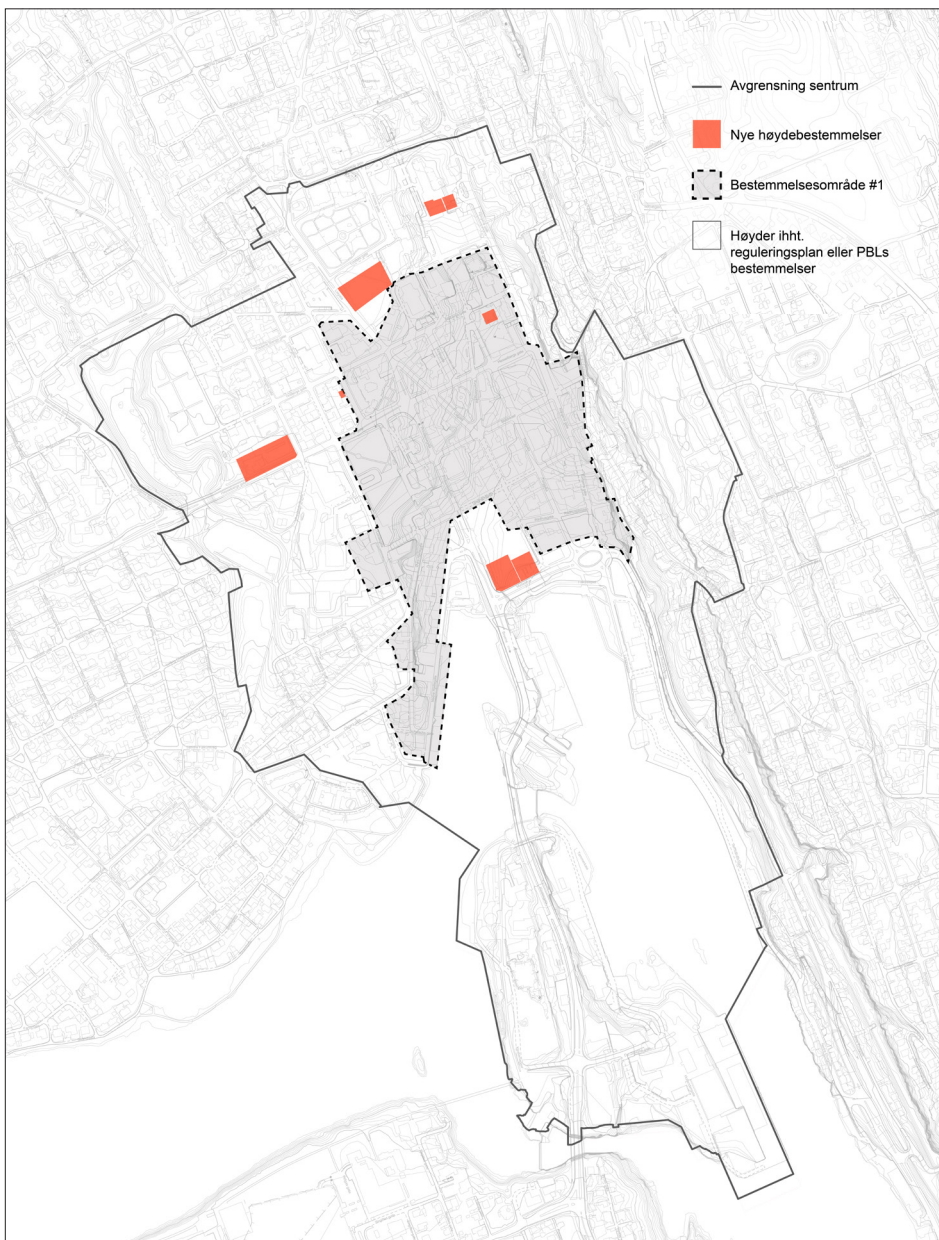 Avgrensning sentrum
Nye høydebestemmelser
Bestemmelsesområde #1
Høyder ihht.
reguleringsplan eller PBLs
bestemmelser